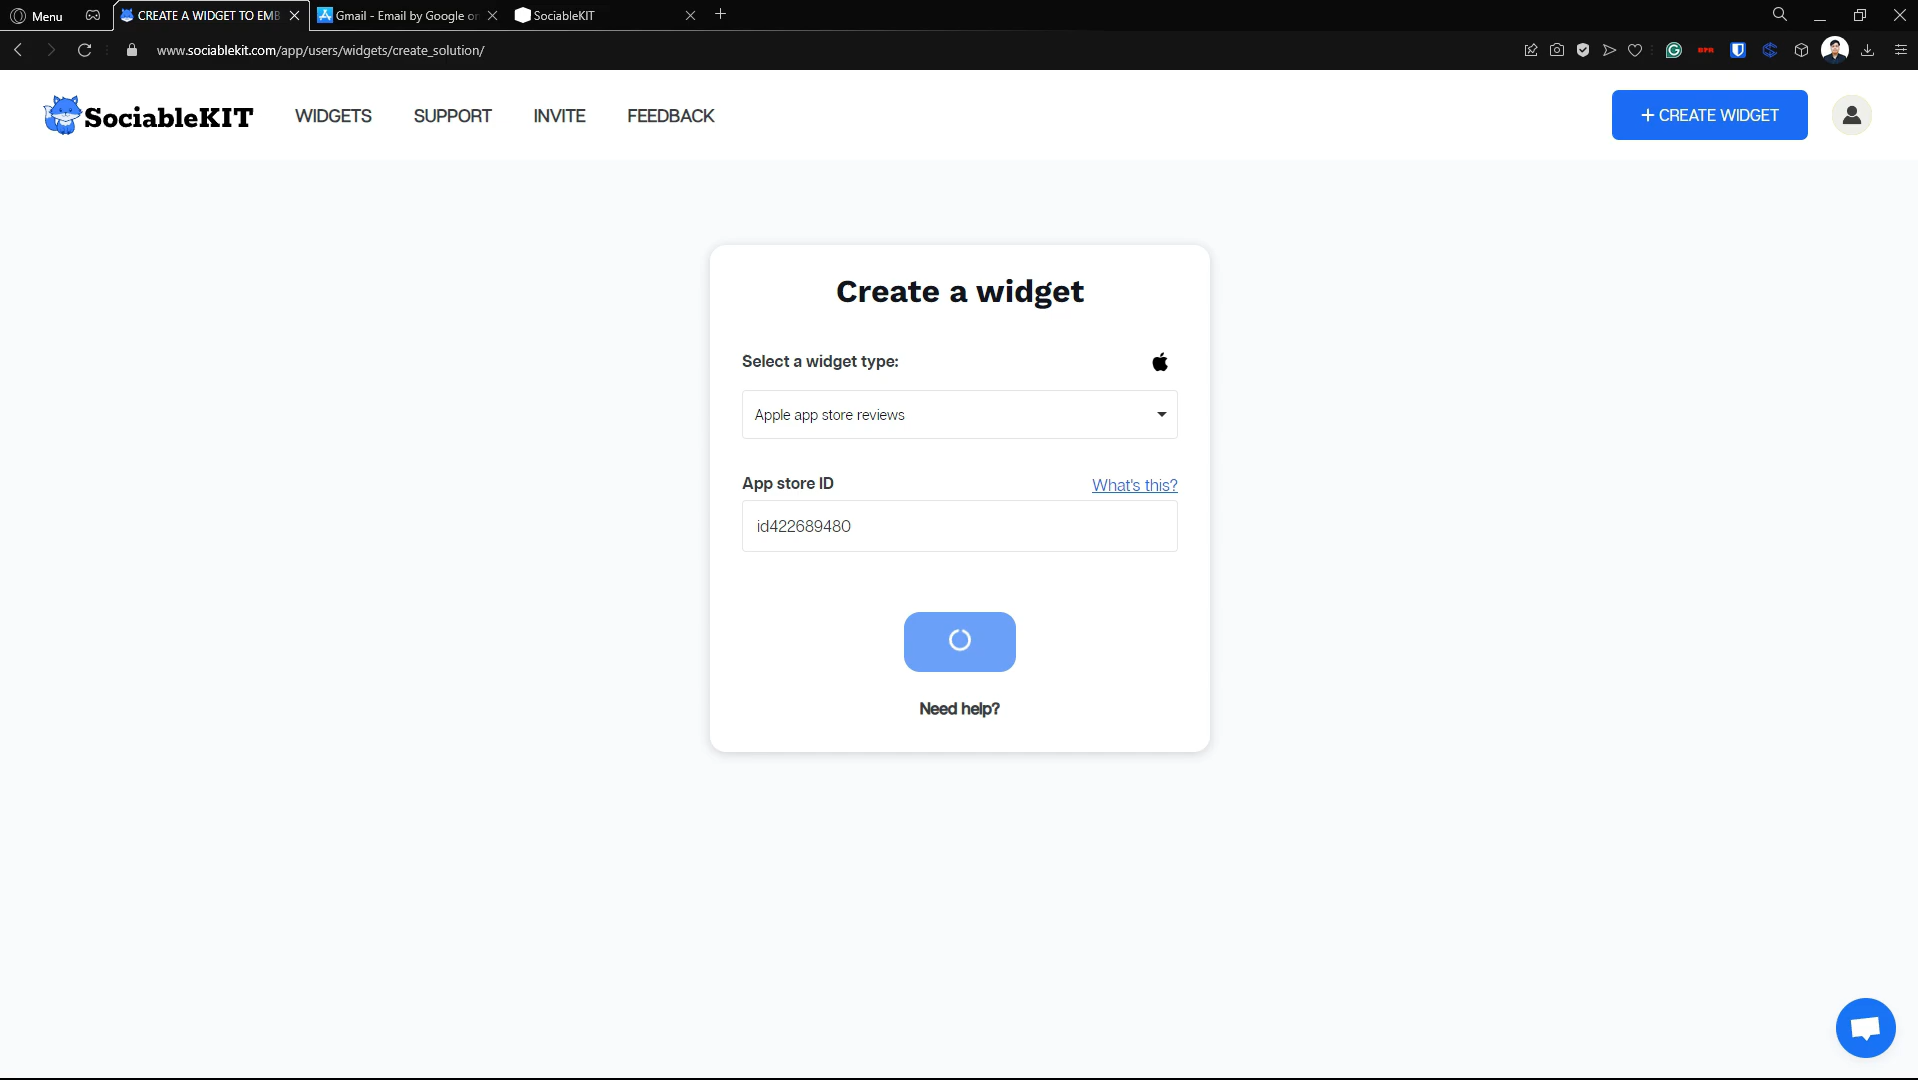 Menu
CREATE A WIDGET TO EMB
Gmail - Email by Google on
SociableKIT
www.sociablekit.com/app/users/widgets/create_solution/
SociableKIT
WIDGETS
SUPPORT
INVITE
FEEDBACK
+ CREATE WIDGET
Create a widget
Select a widget type:
Apple app store reviews
App store ID
What's this?
id422689480
Need help?